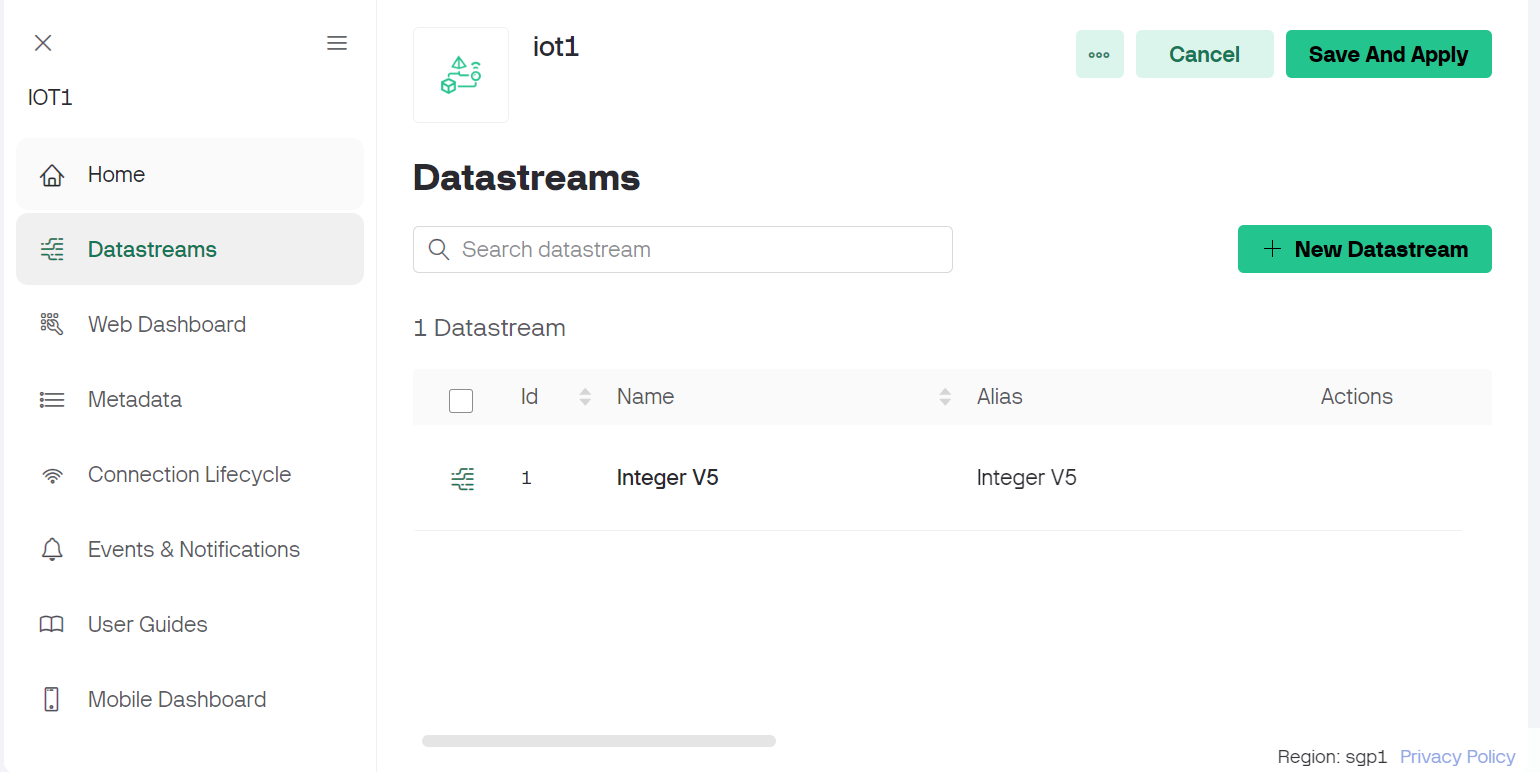 IOT1
Home
Datastreams
Web Dashboard
Metadata
Connection Lifecycle
Events & Notifications
User Guides
Mobile Dashboard
iot1
Cancel
Save And Apply
Datastreams
Search datastream
New Datastream
1 Datastream
Id Name Alias Actions
1 Integer V5 Integer V5
Region: sgp1 Privacy Policy